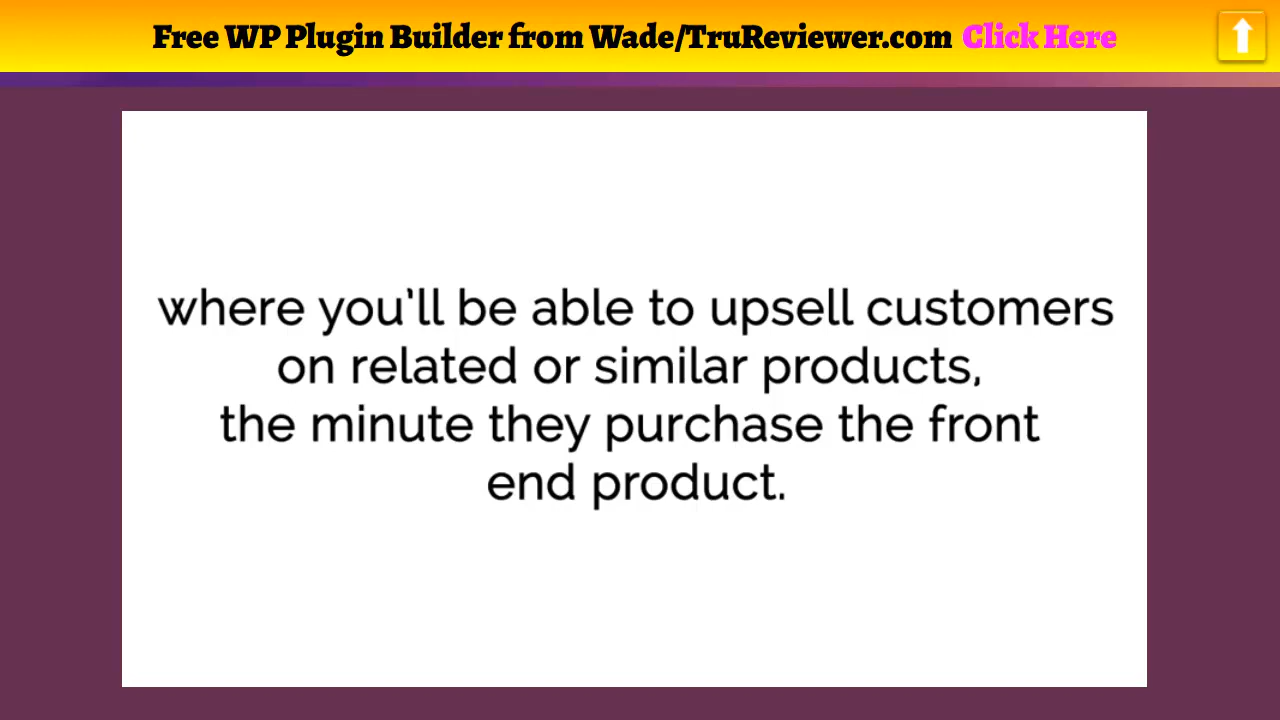 Free WP Plugin Builder from Wade/TruReviewer.com Click Here
where you'll be able to upsell customers
on related or similar products,
the minute they purchase the front
end product.